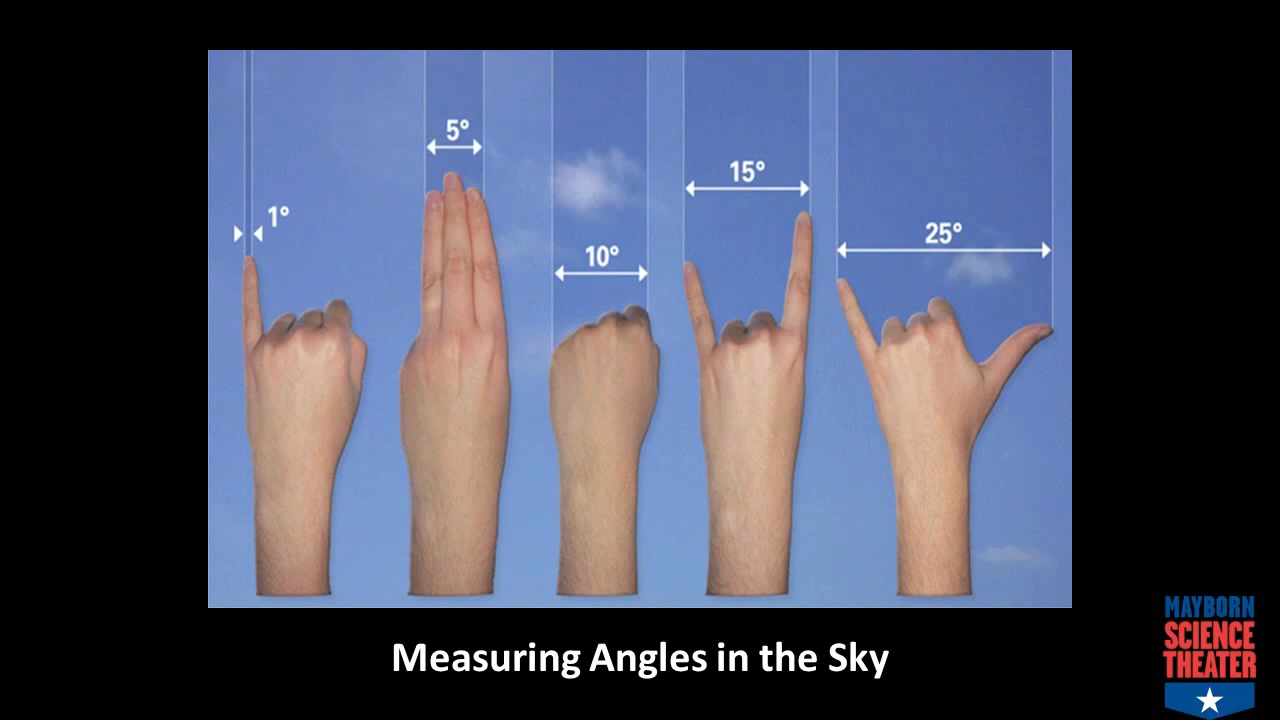 1°
5°
10°
15°
25°
Measuring Angles in the Sky
MAYBORN
SCIENCE
THEATER